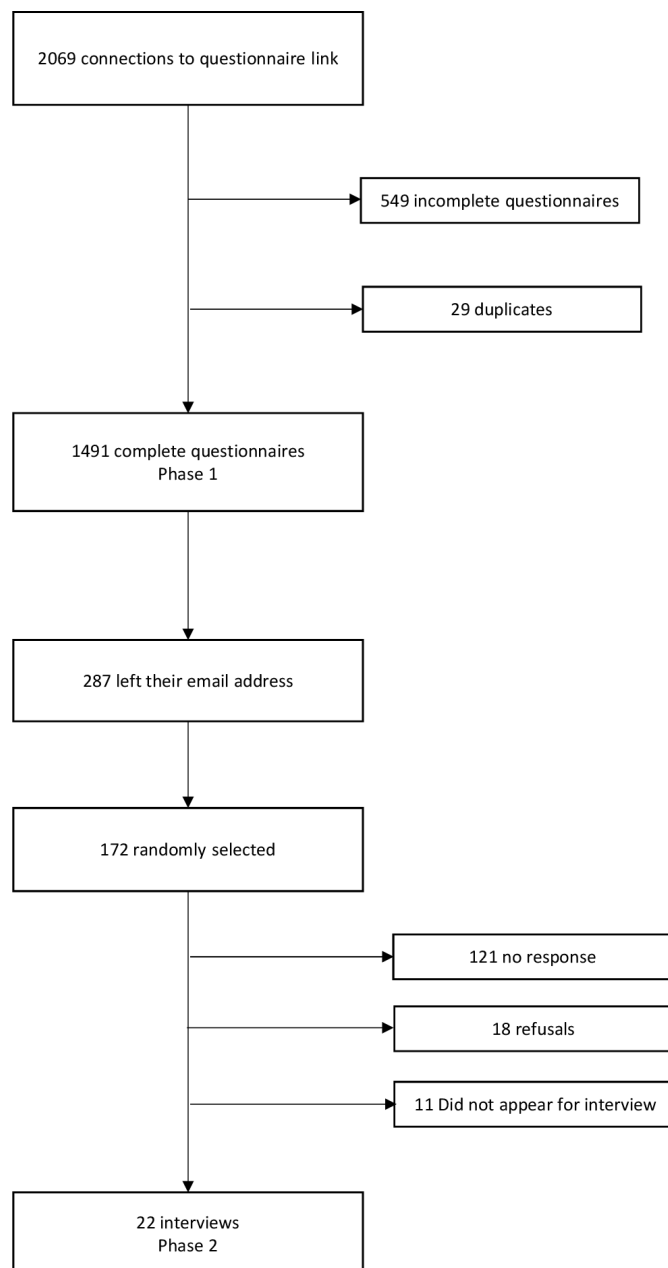 2069 connections to questionnaire link
549 incomplete questionnaires
29 duplicates
1491 complete questionnaires
Phase 1
287 left their email address
172 randomly selected
121 no response
18 refusals
11 Did not appear for interview
22 interviews
Phase 2